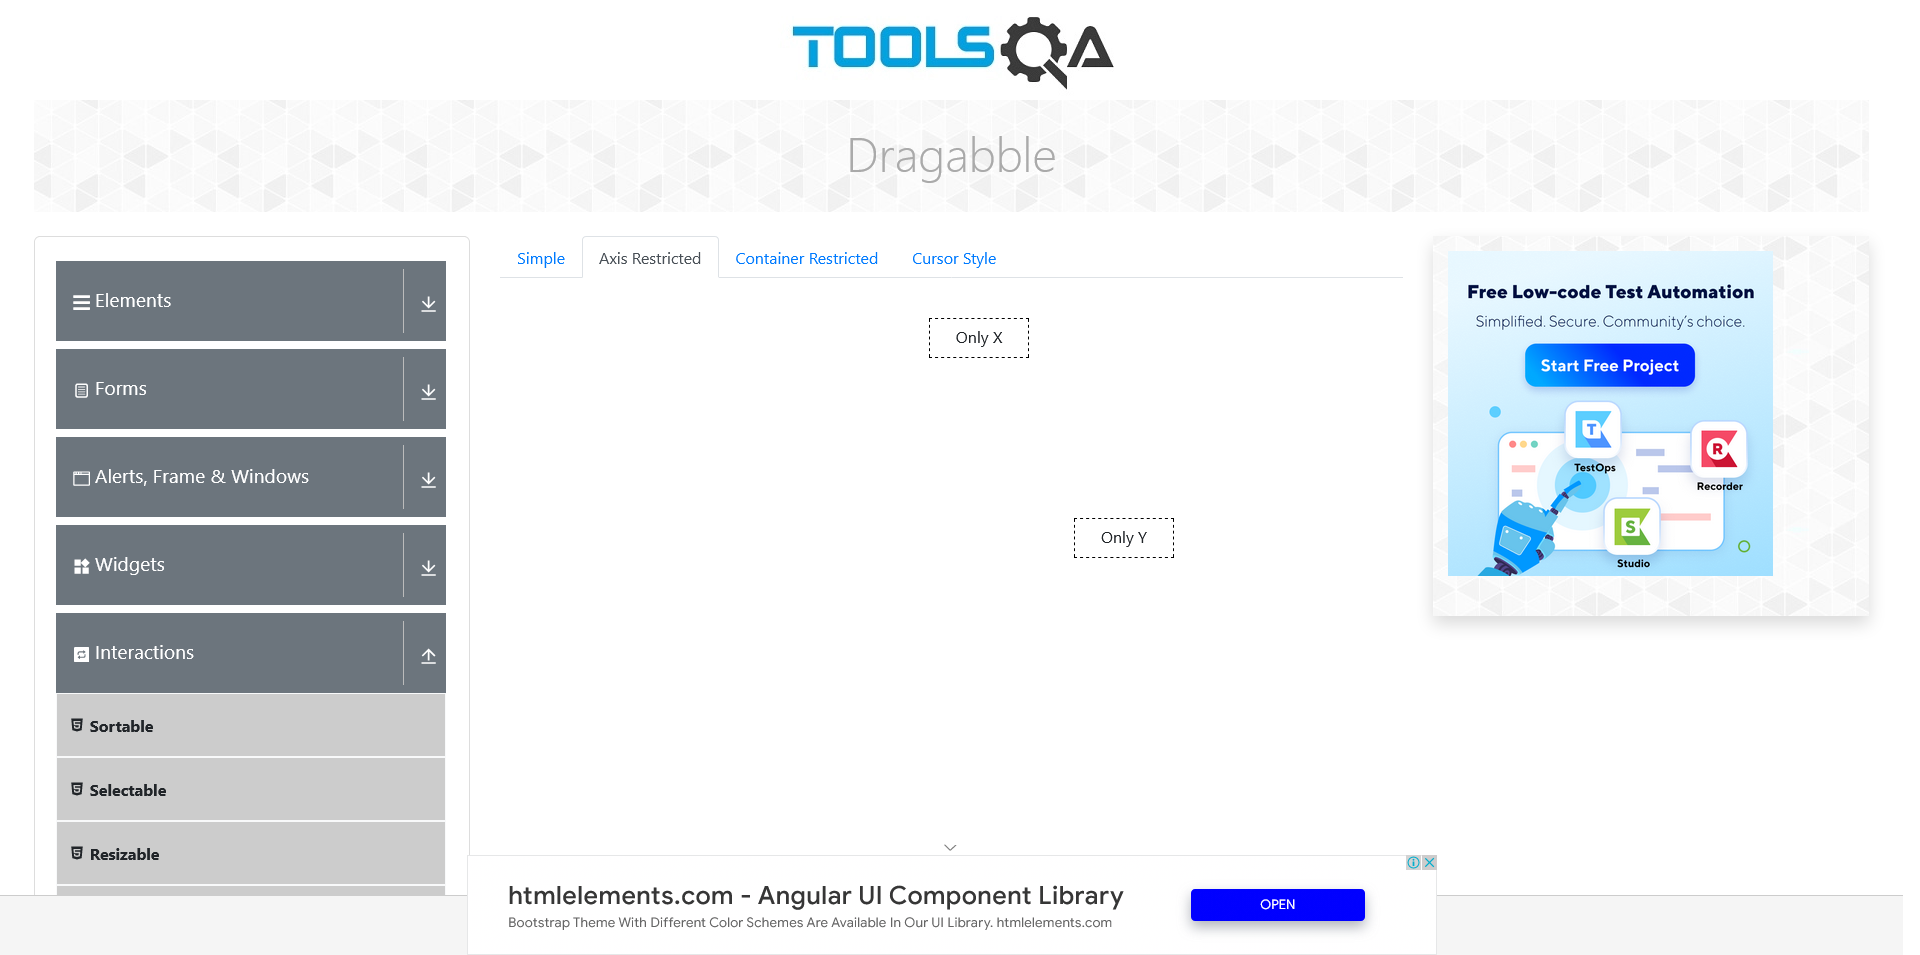 TOOLSQA
Dragabble
Elements
Forms
Alerts, Frame & Windows
Widgets
Interactions
Sortable
Selectable
Resizable
Simple
Axis Restricted
Container Restricted
Cursor Style
Only X
Only Y
Free Low-code Test Automation
Simplified. Secure. Community's choice.
Start Free Project
T
TestOps
R
Recorder
S
Studio
htmlelements.com - Angular UI Component Library
Bootstrap Theme With Different Color Schemes Are Available In Our UI Library. htmlelements.com
OPEN